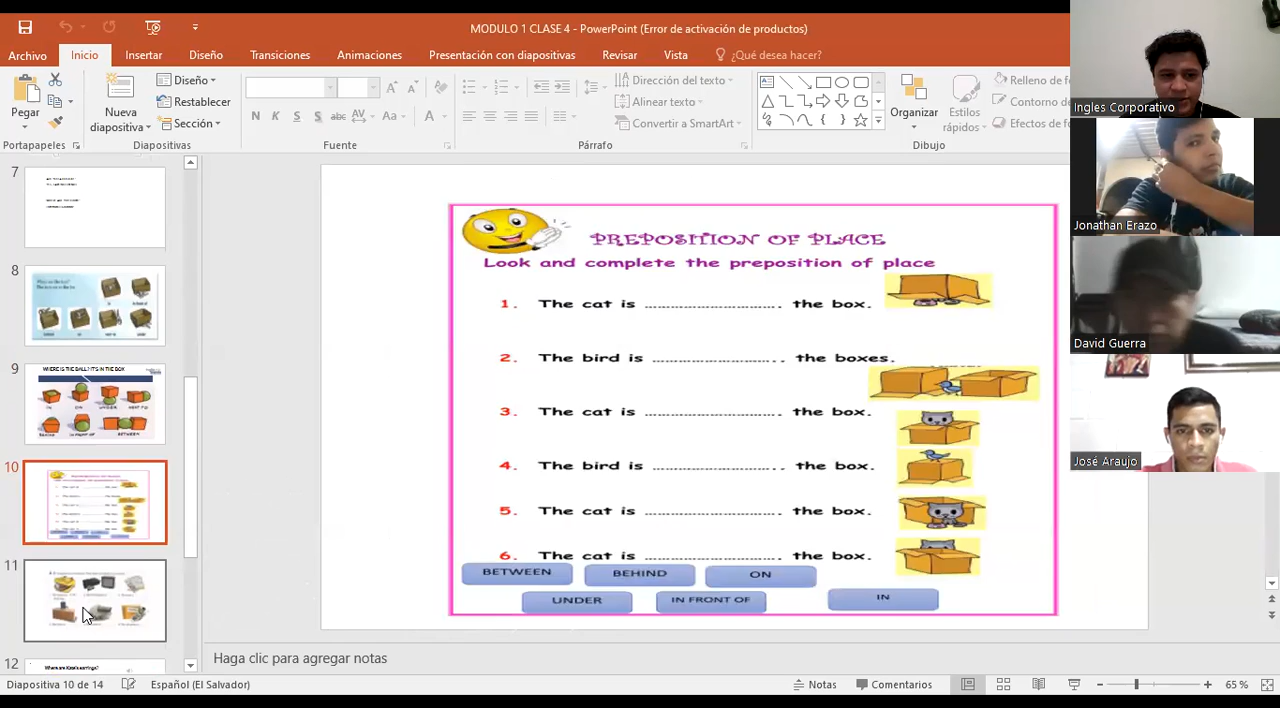 MODULO 1 CLASE 4 - PowerPoint (Error de activación de productos)
Archivo Inicio Insertar Diseño Transiciones Animaciones Presentación con diapositivas Revisar Vista ¿Qué desea hacer?
Pegar
Nueva diapositiva
Diseño
Restablecer
Sección
N K S S abc AV Aa A
Dirección del texto
Alinear texto
Convertir a SmartArt
Organizar
Estilos rápidos
Relleno de f
Contorno de
Efectos de f
Portapapeles Diapositivas Fuente Párrafo Dibujo
Ingles Corporativo
Jonathan Erazo
David Guerra
José Araujo
7
8
9
WHERE IS THE BALL? IT'S IN THE BOX
10
11
12
Where are Kate's earrings?
PREPOSITION OF PLACE
Look and complete the preposition of place
1. The cat is ............................ the box.
2. The bird is ............................ the boxes.
3. The cat is ............................ the box.
4. The bird is ............................ the box.
5. The cat is ............................ the box.
6. The cat is ............................ the box.
BETWEEN BEHIND ON
UNDER IN FRONT OF IN
Haga clic para agregar notas
Diapositiva 10 de 14 Español (El Salvador) Notas Comentarios 65 %